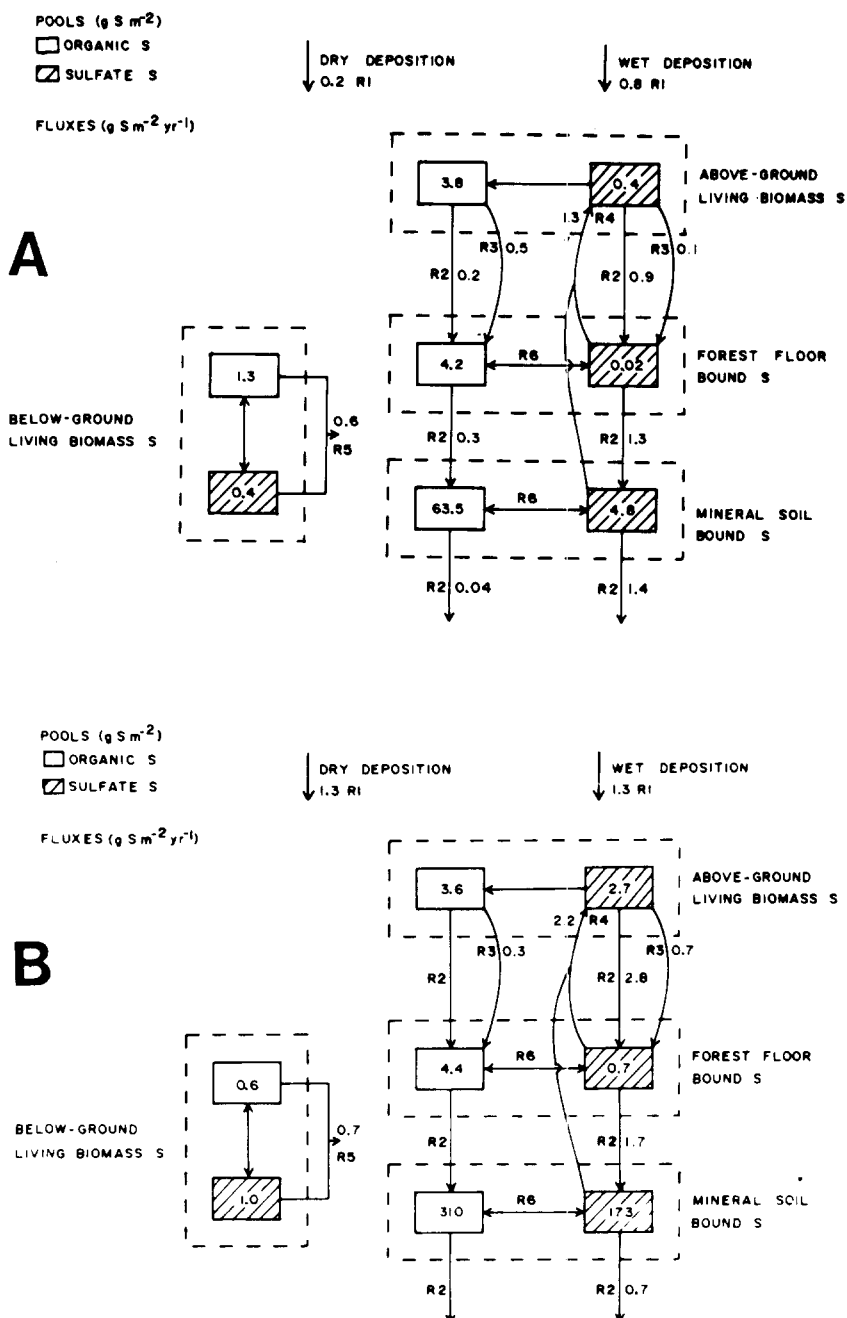 POOLS (g S m⁻²)
ORGANIC S
SULFATE S
FLUXES (g S m⁻² yr⁻¹)
DRY DEPOSITION
0.2 R1
WET DEPOSITION
0.8 R1
A
3.8
0.4
ABOVE-GROUND
LIVING BIOMASS S
1.3 R4
R3 0.5
R3 0.1
R2 0.2
R2 0.9
BELOW-GROUND
LIVING BIOMASS S
1.3
0.4
0.6
R5
4.2
R6
0.02
FOREST FLOOR
BOUND S
R2 0.3
R2 1.3
63.5
R6
4.8
MINERAL SOIL
BOUND S
R2 0.04
R2 1.4
POOLS (g S m⁻²)
ORGANIC S
SULFATE S
FLUXES (g S m⁻² yr⁻¹)
DRY DEPOSITION
1.3 R1
WET DEPOSITION
1.3 R1
B
3.6
2.7
ABOVE-GROUND
LIVING BIOMASS S
2.2 R4
R3 0.3
R3 0.7
R2
R2 2.8
BELOW-GROUND
LIVING BIOMASS S
0.6
1.0
0.7
R5
4.4
R6
0.7
FOREST FLOOR
BOUND S
R2
R2 1.7
310
R6
173
MINERAL SOIL
BOUND S
R2
R2 0.7